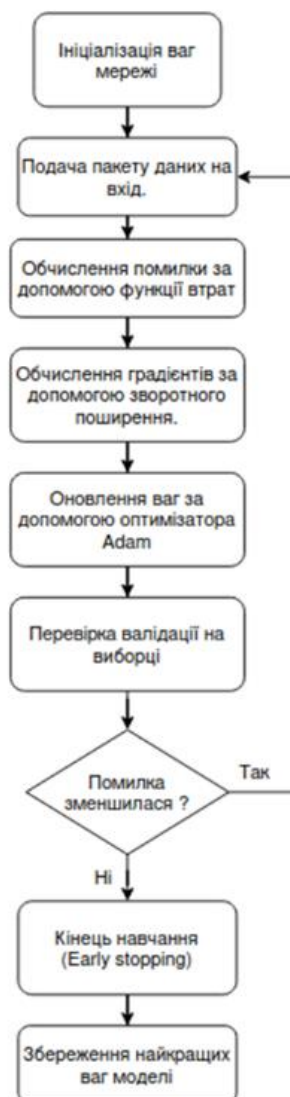 Ініціалізація ваг
мережі
Подача пакету даних на
вхід.
Обчислення помилки за
допомогою функції втрат
Обчислення градієнтів за
допомогою зворотного
поширення.
Оновлення ваг за
допомогою оптимізатора
Adam
Перевірка валідації на
виборці
Помилка
зменшилася ?
Так
Ні
Кінець навчання
(Early stopping)
Збереження найкращих
ваг моделі